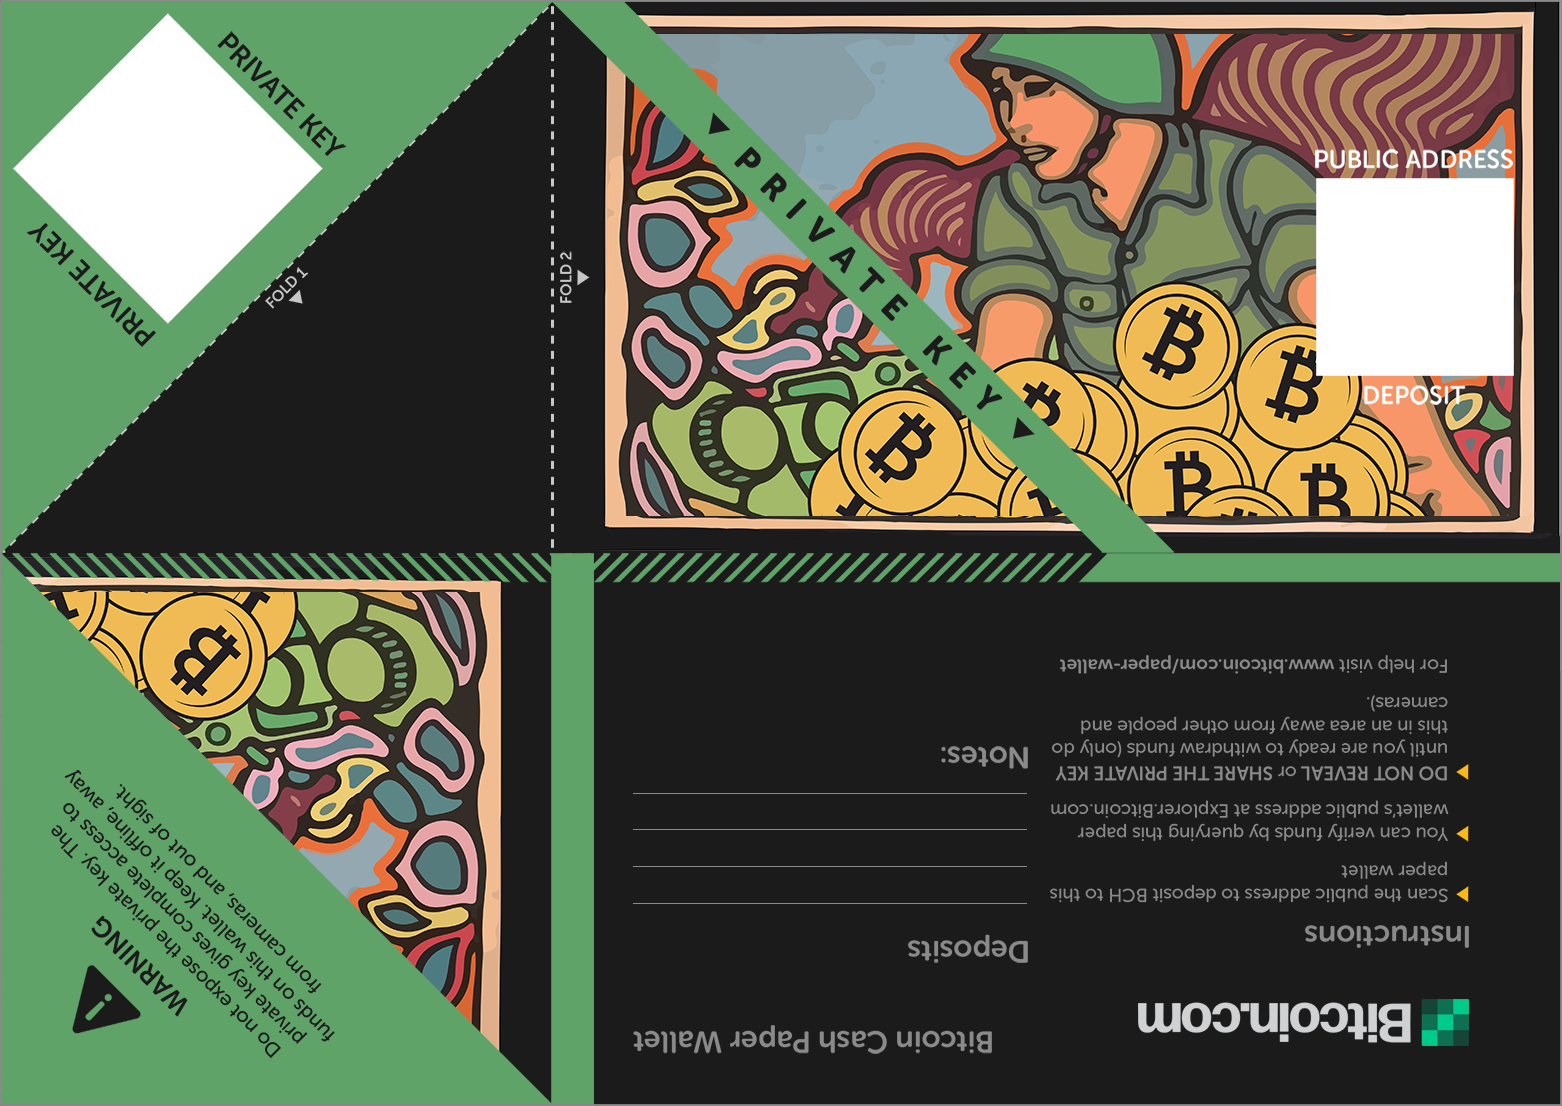 PRIVATE KEY
PRIVATE KEY
FOLD 1
FOLD 2
PRIVATE KEY
PUBLIC ADDRESS
DEPOSIT
WARNING
Do not expose the private key. The
private key gives complete access to
funds on this wallet. Keep it offline, away
from cameras, and out of sight.
Bitcoin.com
Instructions
Scan the public address to deposit BCH to this
paper wallet
You can verify funds by querying this paper
wallet's public address at Explorer.Bitcoin.com
DO NOT REVEAL or SHARE THE PRIVATE KEY
until you are ready to withdraw funds (only do
this in an area away from other people and
cameras).
For help visit www.bitcoin.com/paper-wallet
Bitcoin Cash Paper Wallet
Deposits
Notes: